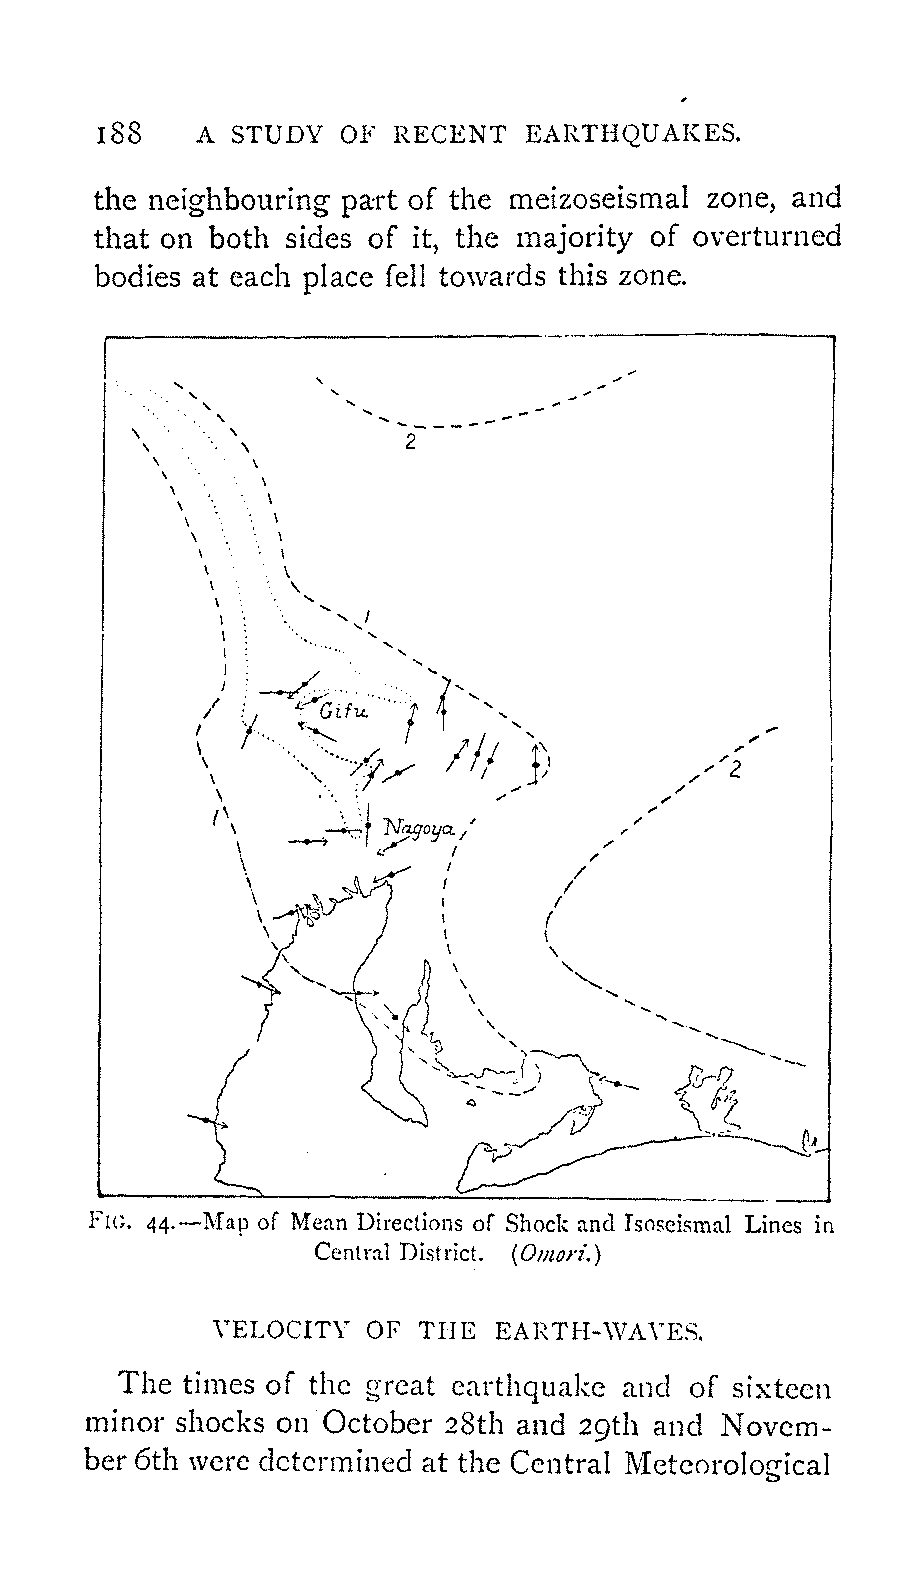 188 A STUDY OF RECENT EARTHQUAKES.
the neighbouring part of the meizoseismal zone, and
that on both sides of it, the majority of overturned
bodies at each place fell towards this zone.
2
1
Gifu
2
1
Nagoya
FIG. 44.—Map of Mean Directions of Shock and Isoseismal Lines in
Central District. (Omori.)
VELOCITY OF THE EARTH-WAVES.
The times of the great earthquake and of sixteen
minor shocks on October 28th and 29th and Novem-
ber 6th were determined at the Central Meteorological